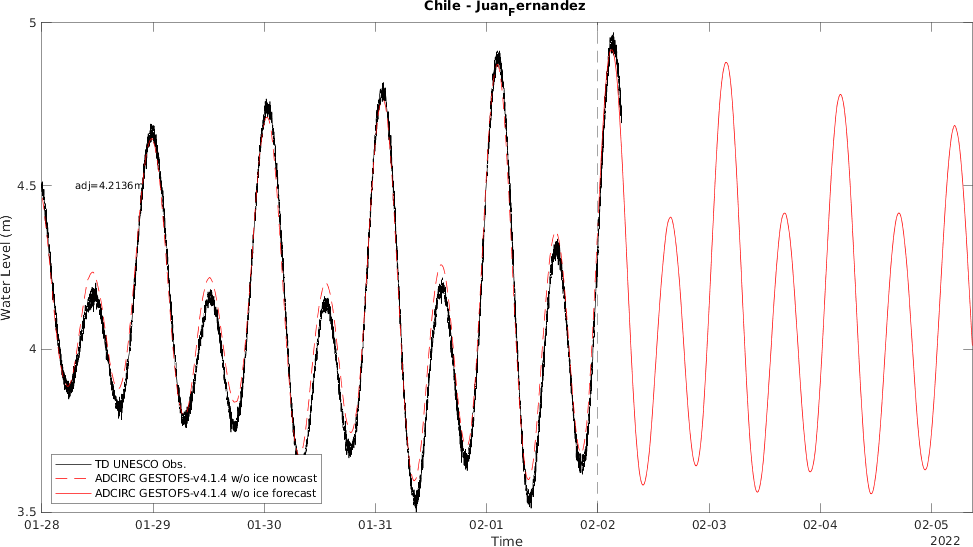 Chile - Juan_Fernandez
5
4.5
4
3.5
Water Level (m)
adj=4.2136m
TD UNESCO Obs.
ADCIRC GESTOFS-v4.1.4 w/o ice nowcast
ADCIRC GESTOFS-v4.1.4 w/o ice forecast
01-28 01-29 01-30 01-31 02-01 02-02 02-03 02-04 02-05
Time
2022